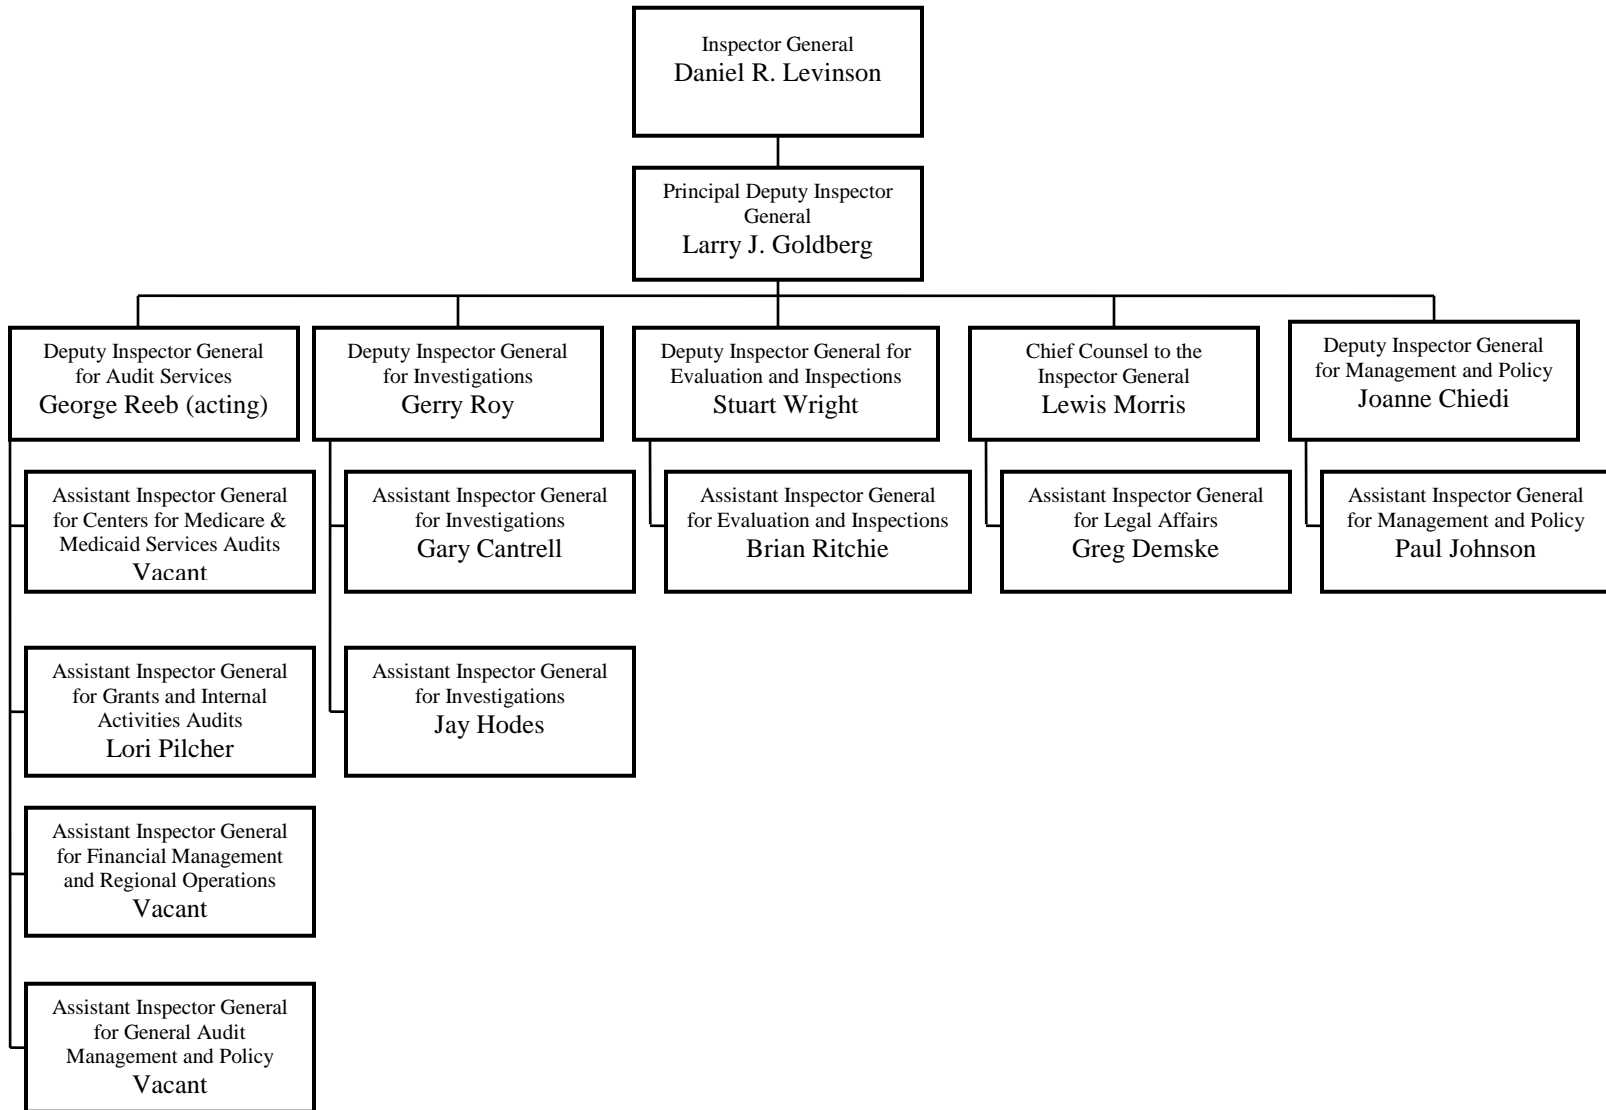 Inspector General
Daniel R. Levinson
Principal Deputy Inspector
General
Larry J. Goldberg
Deputy Inspector General
for Audit Services
George Reeb (acting)
Deputy Inspector General
for Investigations
Gerry Roy
Deputy Inspector General for
Evaluation and Inspections
Stuart Wright
Chief Counsel to the
Inspector General
Lewis Morris
Deputy Inspector General
for Management and Policy
Joanne Chiedi
Assistant Inspector General
for Centers for Medicare &
Medicaid Services Audits
Vacant
Assistant Inspector General
for Investigations
Gary Cantrell
Assistant Inspector General
for Evaluation and Inspections
Brian Ritchie
Assistant Inspector General
for Legal Affairs
Greg Demske
Assistant Inspector General
for Management and Policy
Paul Johnson
Assistant Inspector General
for Grants and Internal
Activities Audits
Lori Pilcher
Assistant Inspector General
for Investigations
Jay Hodes
Assistant Inspector General
for Financial Management
and Regional Operations
Vacant
Assistant Inspector General
for General Audit
Management and Policy
Vacant